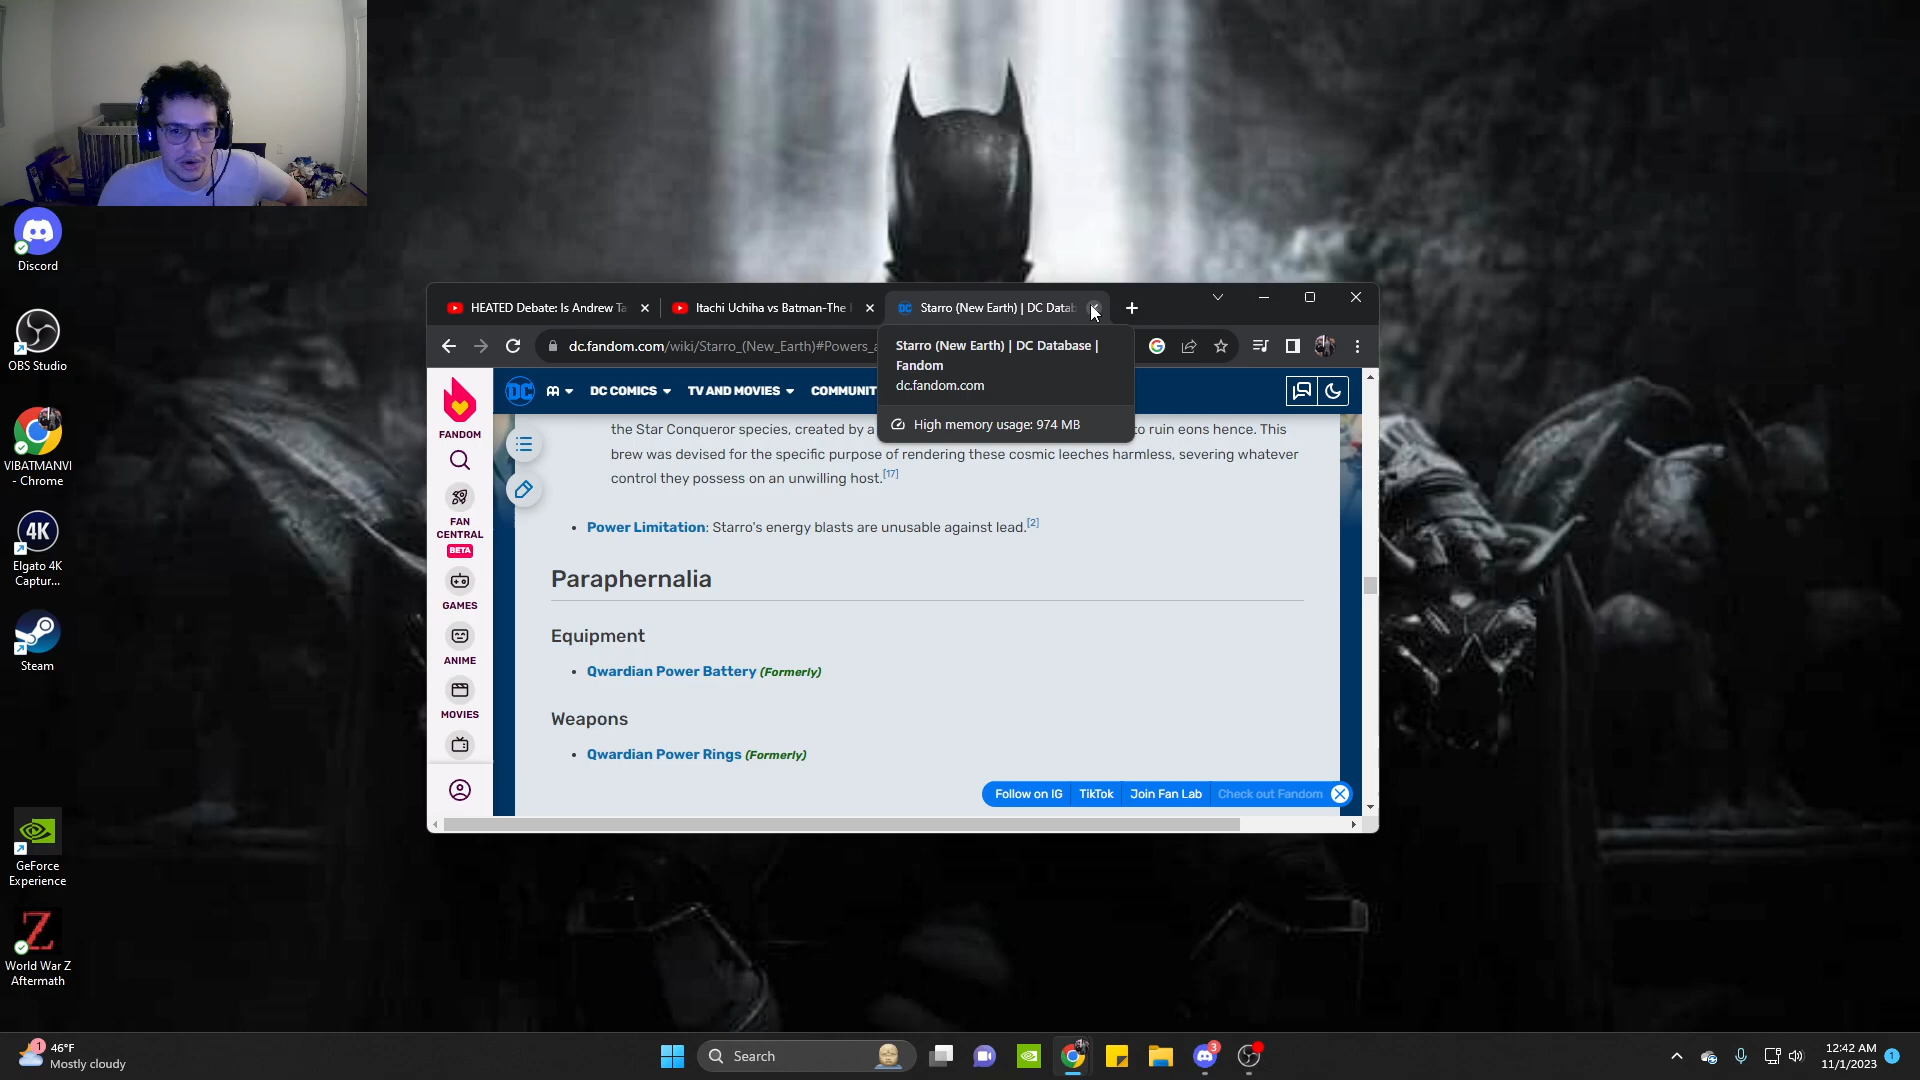 Discord
OBS Studio
VIBATMANVI
- Chrome
4K
Elgato 4K
Captur...
Steam
GeForce
Experience
Z
World War Z
Aftermath
HEATED Debate: Is Andrew Ta
Itachi Uchiha vs Batman-The
DC
Starro (New Earth) | DC Datab
dc.fandom.com/wiki/Starro_(New_Earth)#Powers_a
Starro (New Earth) | DC Database |
Fandom
dc.fandom.com
High memory usage: 974 MB
DC
DC COMICS
TV AND MOVIES
COMMUNIT
FANDOM
FAN
CENTRAL
BETA
GAMES
ANIME
MOVIES
the Star Conqueror species, created by a to ruin eons hence. This
brew was devised for the specific purpose of rendering these cosmic leeches harmless, severing whatever
control they possess on an unwilling host.[17]
• Power Limitation: Starro's energy blasts are unusable against lead.[2]
Paraphernalia
Equipment
• Qwardian Power Battery (Formerly)
Weapons
• Qwardian Power Rings (Formerly)
Follow on IG
TikTok
Join Fan Lab
Check out Fandom
1
46°F
Mostly cloudy
Search
3
12:42 AM
11/1/2023
1